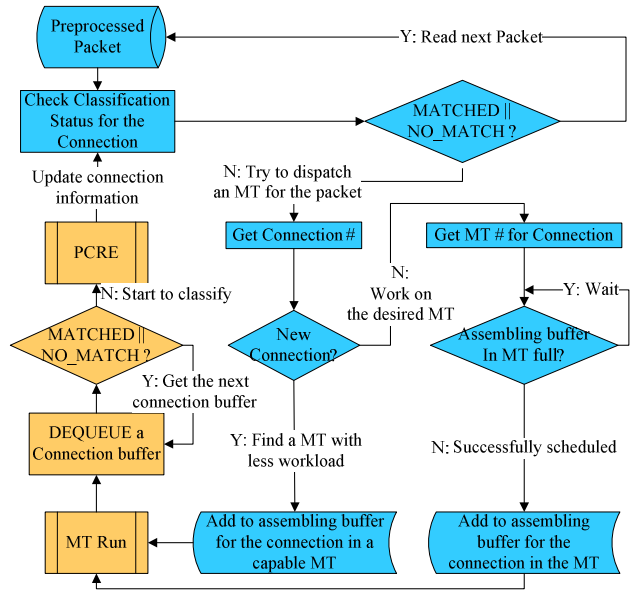 Preprocessed
Packet
Y: Read next Packet
Check Classification
Status for the
Connection
MATCHED ||
NO_MATCH ?
N: Try to dispatch
an MT for the packet
Update connection
information
Get Connection #
Get MT # for Connection
PCRE
N:
Work on
the desired MT
Y: Wait
N: Start to classify
MATCHED ||
NO_MATCH ?
New
Connection?
Assembling buffer
In MT full?
Y: Get the next
connection buffer
DEQUEUE a
Connection buffer
Y: Find a MT with
less workload
N: Successfully scheduled
MT Run
Add to assembling buffer
for the connection in a
capable MT
Add to assembling
buffer for the
connection in the MT